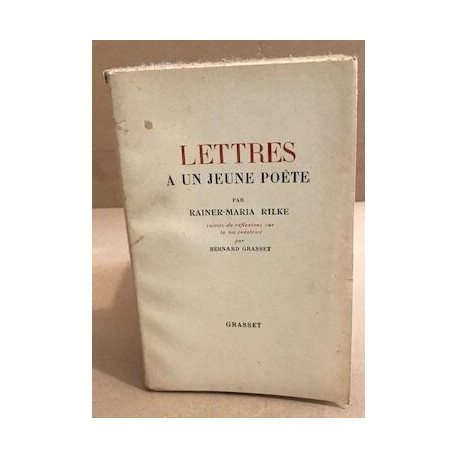 LETTRES
A UN JEUNE POÈTE
PAR
RAINER-MARIA RILKE
suivies de réflexions sur
la vie créatrice
par
BERNARD GRASSET
GRASSET